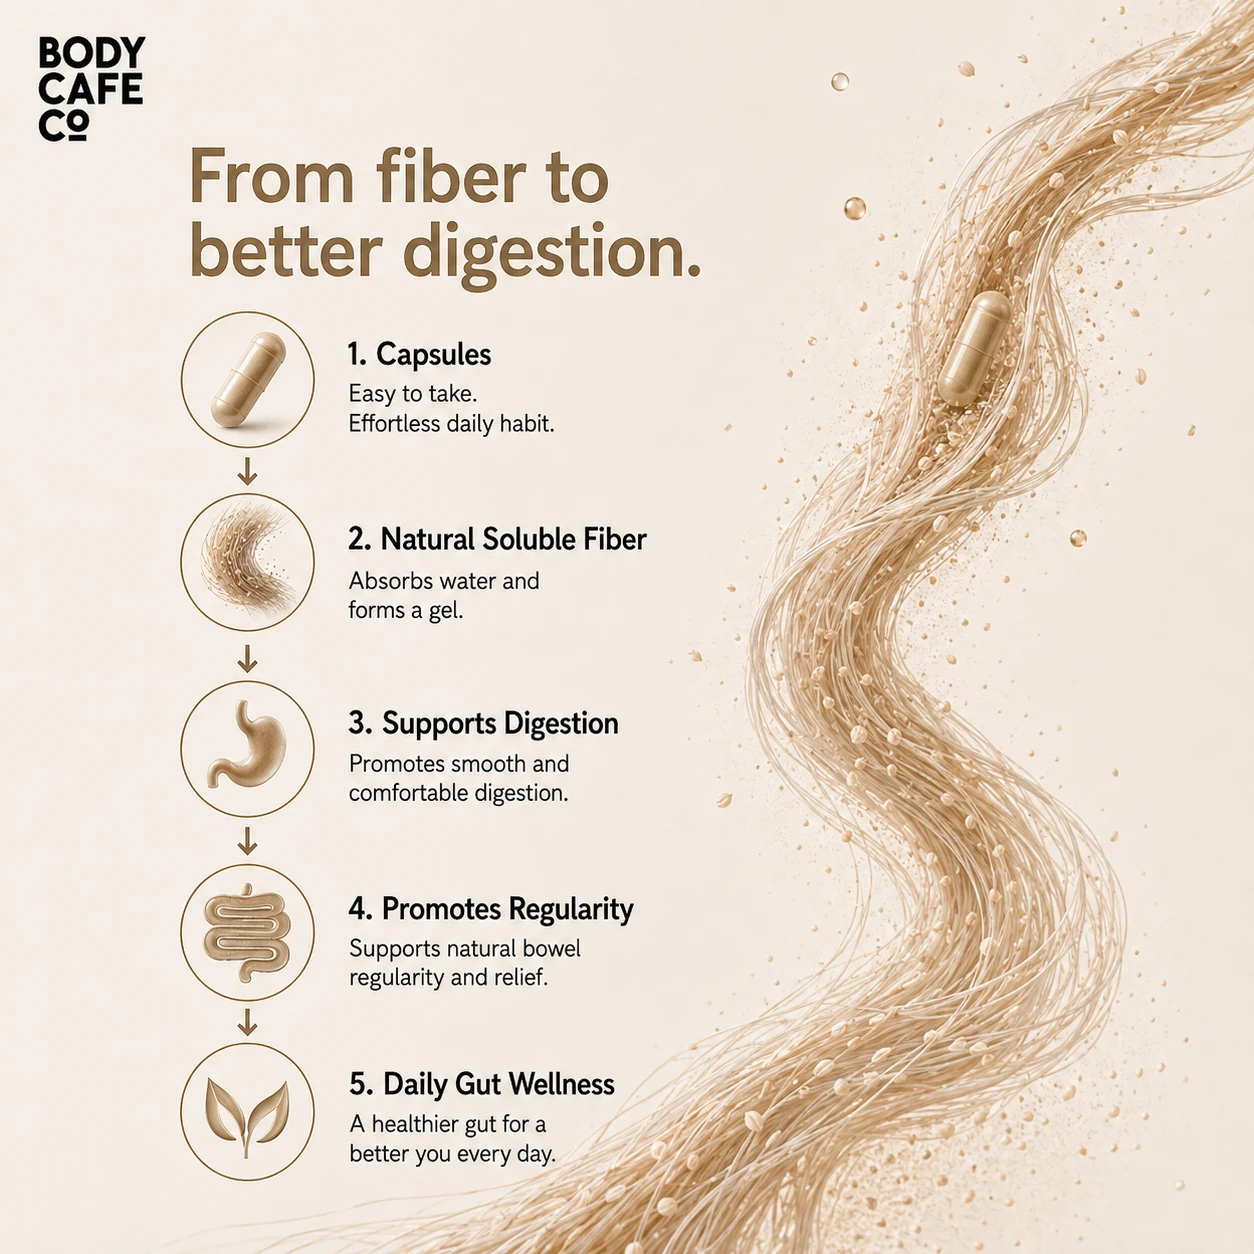 BODY
CAFE
Co
From fiber to
better digestion.
1. Capsules
Easy to take.
Effortless daily habit.
2. Natural Soluble Fiber
Absorbs water and
forms a gel.
3. Supports Digestion
Promotes smooth and
comfortable digestion.
4. Promotes Regularity
Supports natural bowel
regularity and relief.
5. Daily Gut Wellness
A healthier gut for a
better you every day.